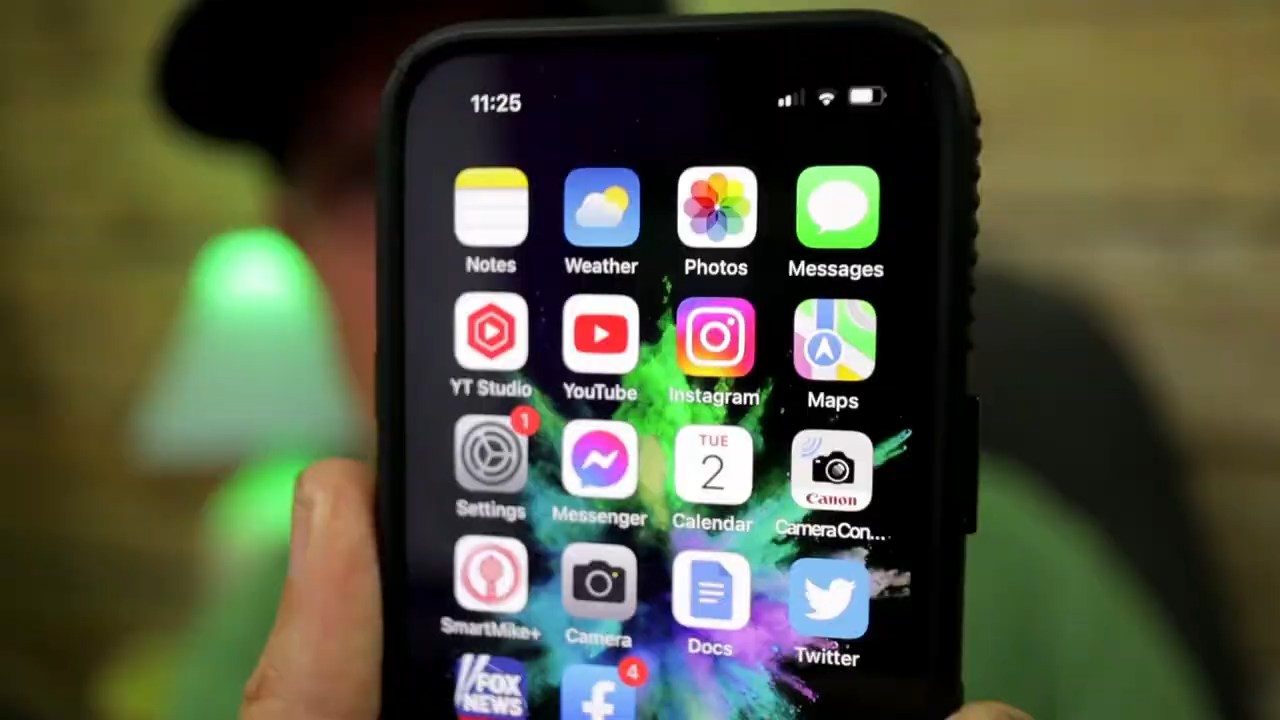 11:25
Notes Weather Photos Messages
YT Studio YouTube Instagram Maps
1
TUE
2
Canon
Settings Messenger Calendar CameraCon...
SmartMike+ Camera Docs Twitter
FOX
NEWS
4